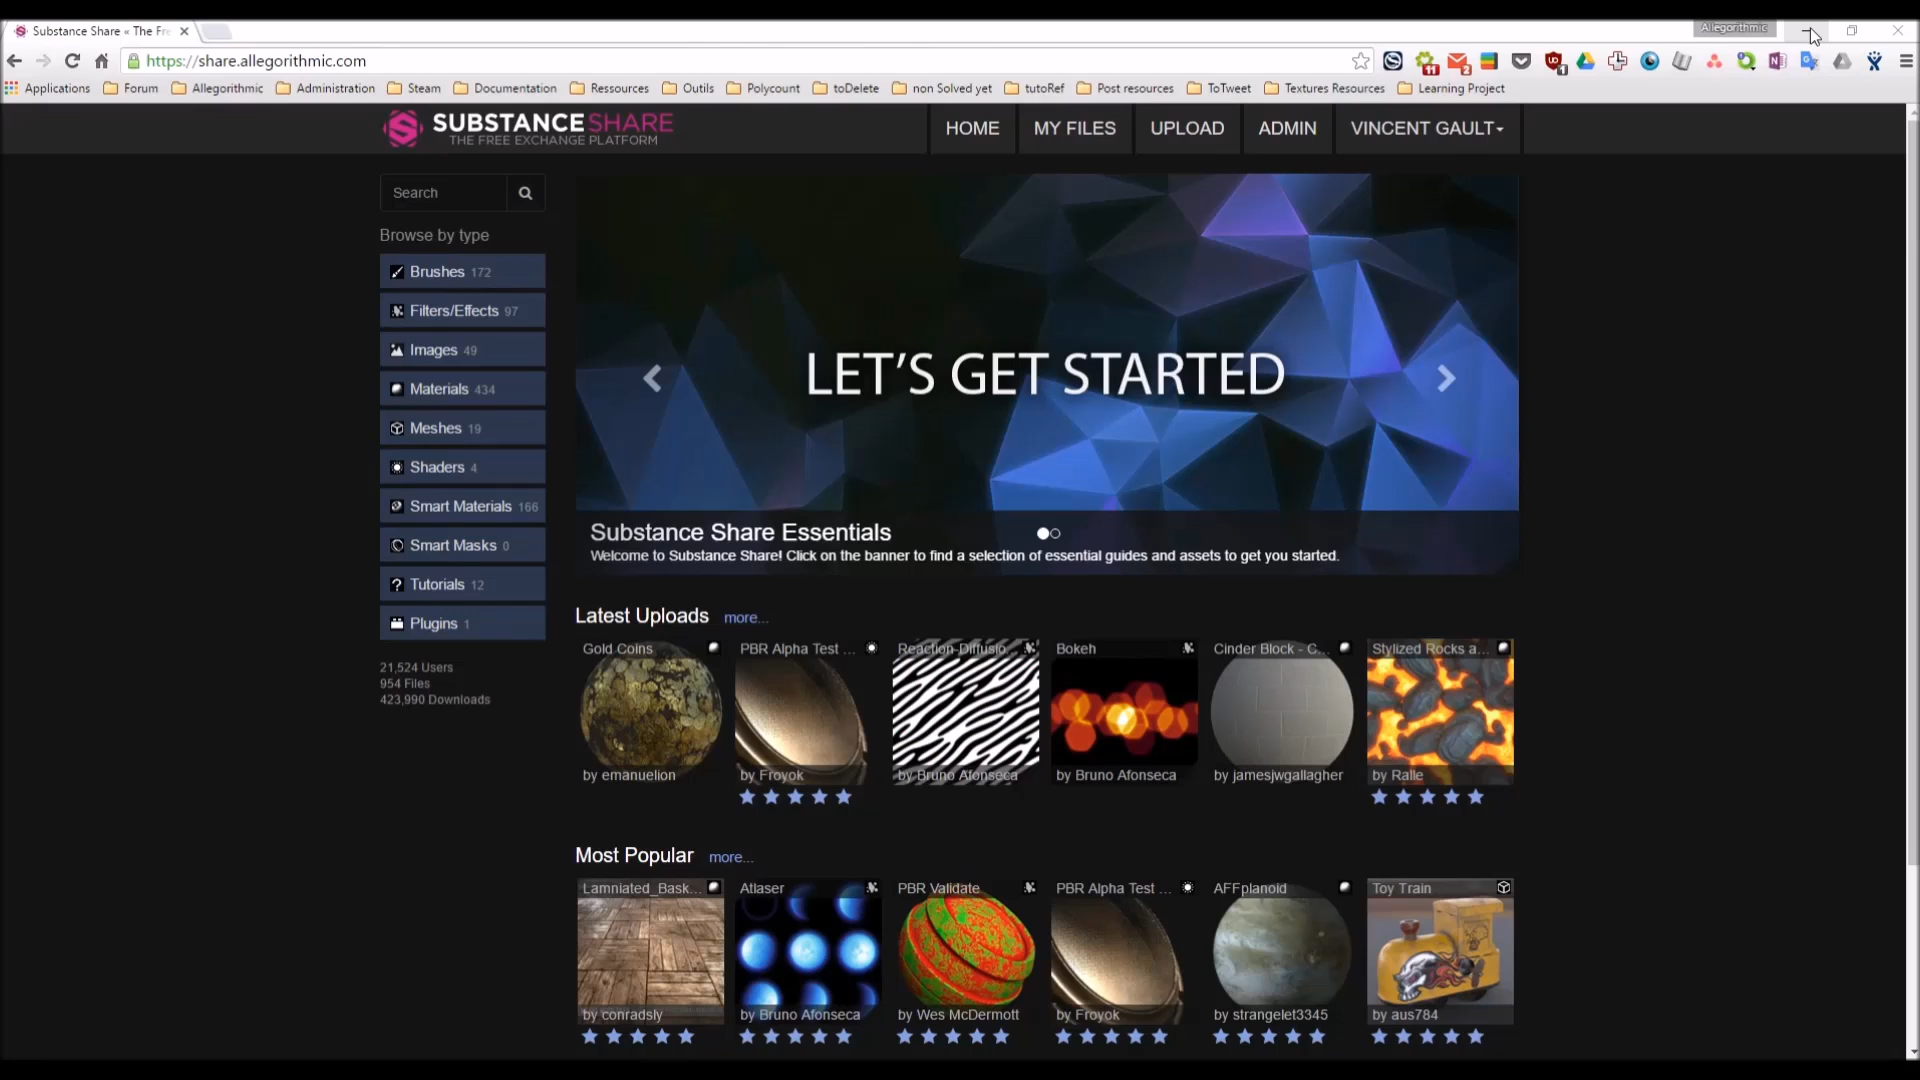 Substance Share « The Fre
Allegorithmic
https://share.allegorithmic.com
11
2
1
Applications Forum Allegorithmic Administration Steam Documentation Ressources Outils Polycount toDelete non Solved yet tutoRef Post resources ToTweet Textures Resources Learning Project
SUBSTANCE SHARE
THE FREE EXCHANGE PLATFORM
HOME MY FILES UPLOAD ADMIN VINCENT GAULT
Search
Browse by type
Brushes 172
Filters/Effects 97
Images 49
Materials 434
Meshes 19
Shaders 4
Smart Materials 166
Smart Masks 0
Tutorials 12
Plugins 1
21,524 Users
954 Files
423,990 Downloads
LET'S GET STARTED
Substance Share Essentials
Welcome to Substance Share! Click on the banner to find a selection of essential guides and assets to get you started.
Latest Uploads more...
Gold Coins PBR Alpha Test ... Reaction-Diffusio... Bokeh Cinder Block - C... Stylized Rocks a...
by emanuelion by Froyok by Bruno Afonseca by Bruno Afonseca by jamesjwgallagher by Ralle
Most Popular more...
Lamniated_Bask... Atlaser PBR Validate PBR Alpha Test ... AFFplanoid Toy Train
by conradsly by Bruno Afonseca by Wes McDermott by Froyok by strangelet3345 by aus784